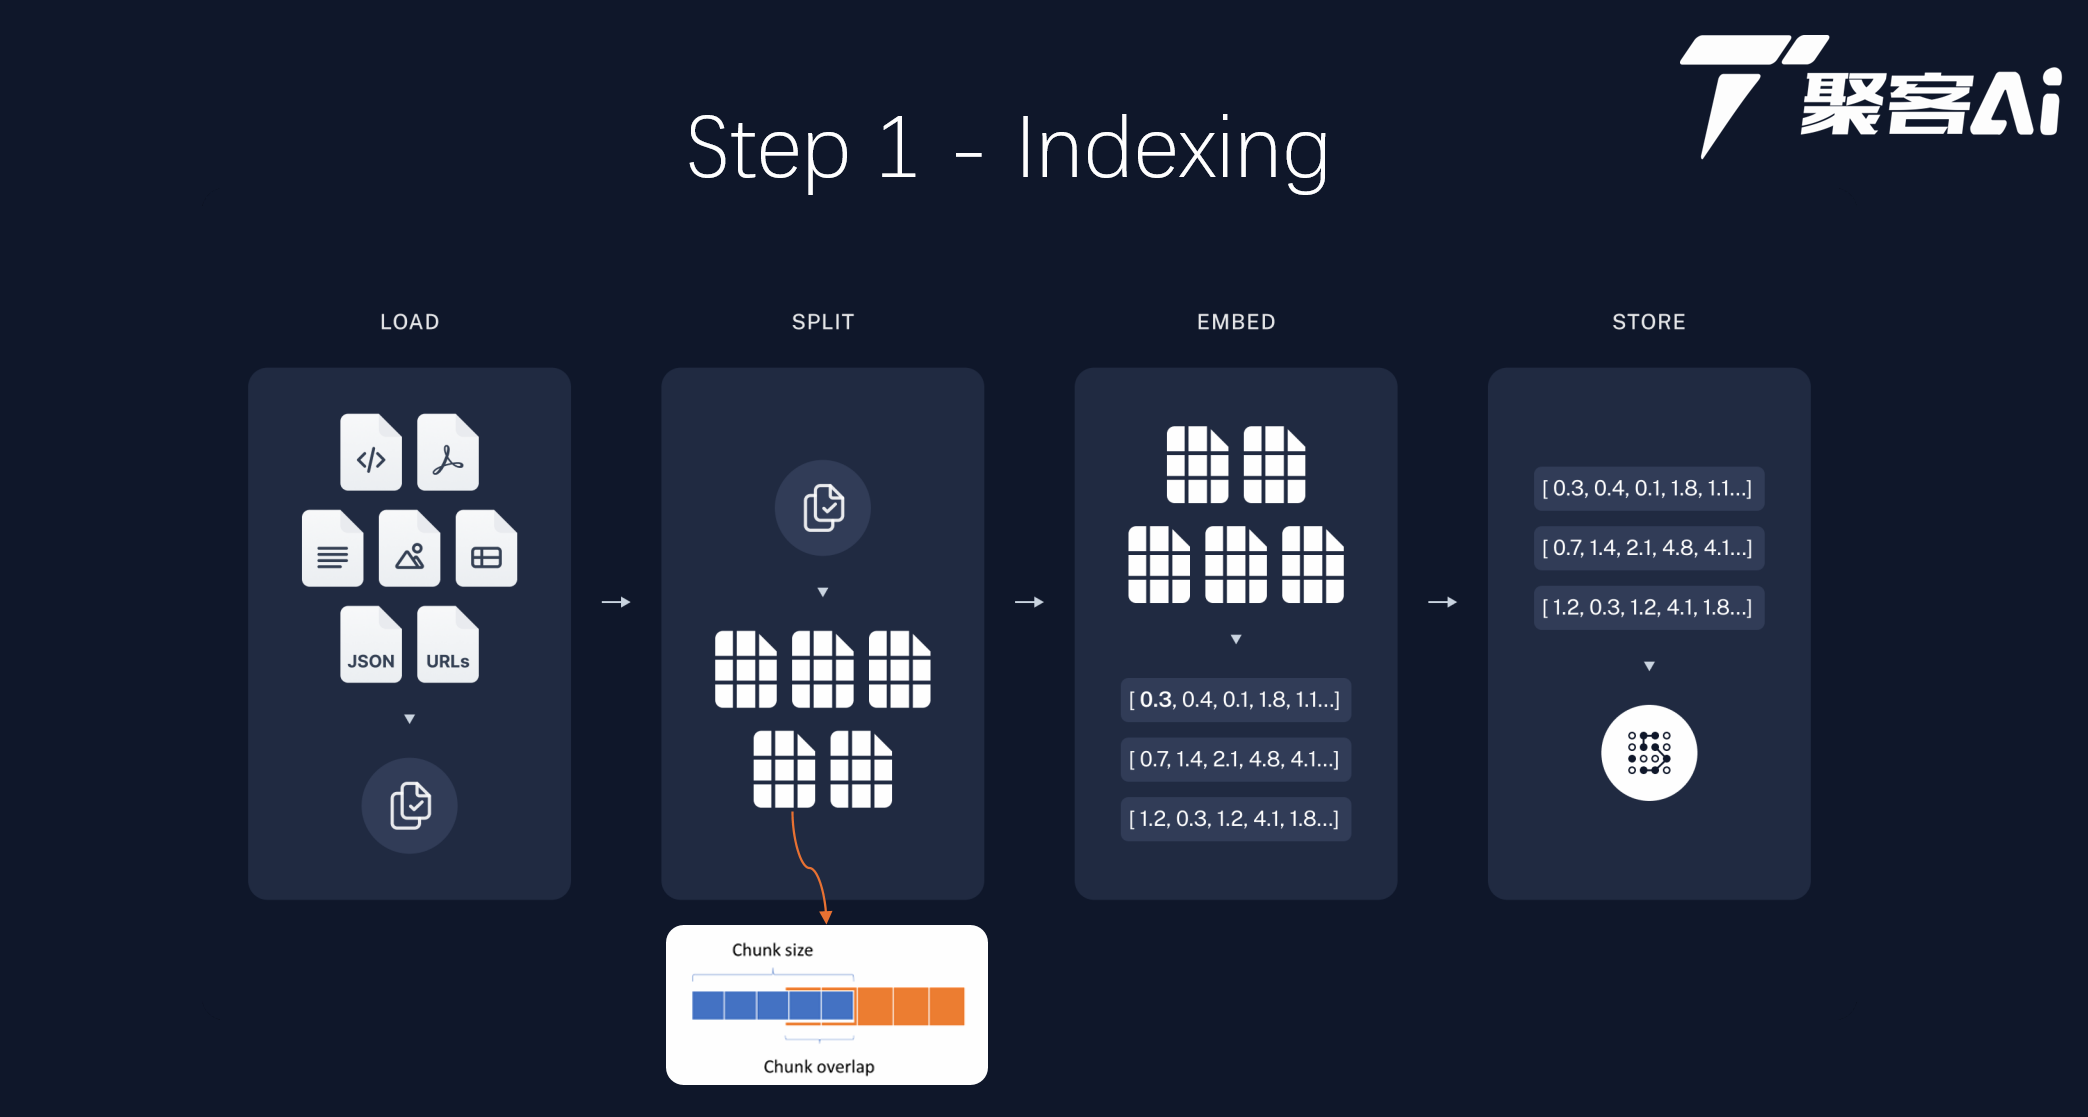 聚客Ai
Step 1 - Indexing
LOAD
SPLIT
EMBED
STORE
</>
JSON
URLs
[ 0.3, 0.4, 0.1, 1.8, 1.1...]
[ 0.7, 1.4, 2.1, 4.8, 4.1...]
[ 1.2, 0.3, 1.2, 4.1, 1.8...]
[ 0.3, 0.4, 0.1, 1.8, 1.1...]
[ 0.7, 1.4, 2.1, 4.8, 4.1...]
[ 1.2, 0.3, 1.2, 4.1, 1.8...]
Chunk size
Chunk overlap